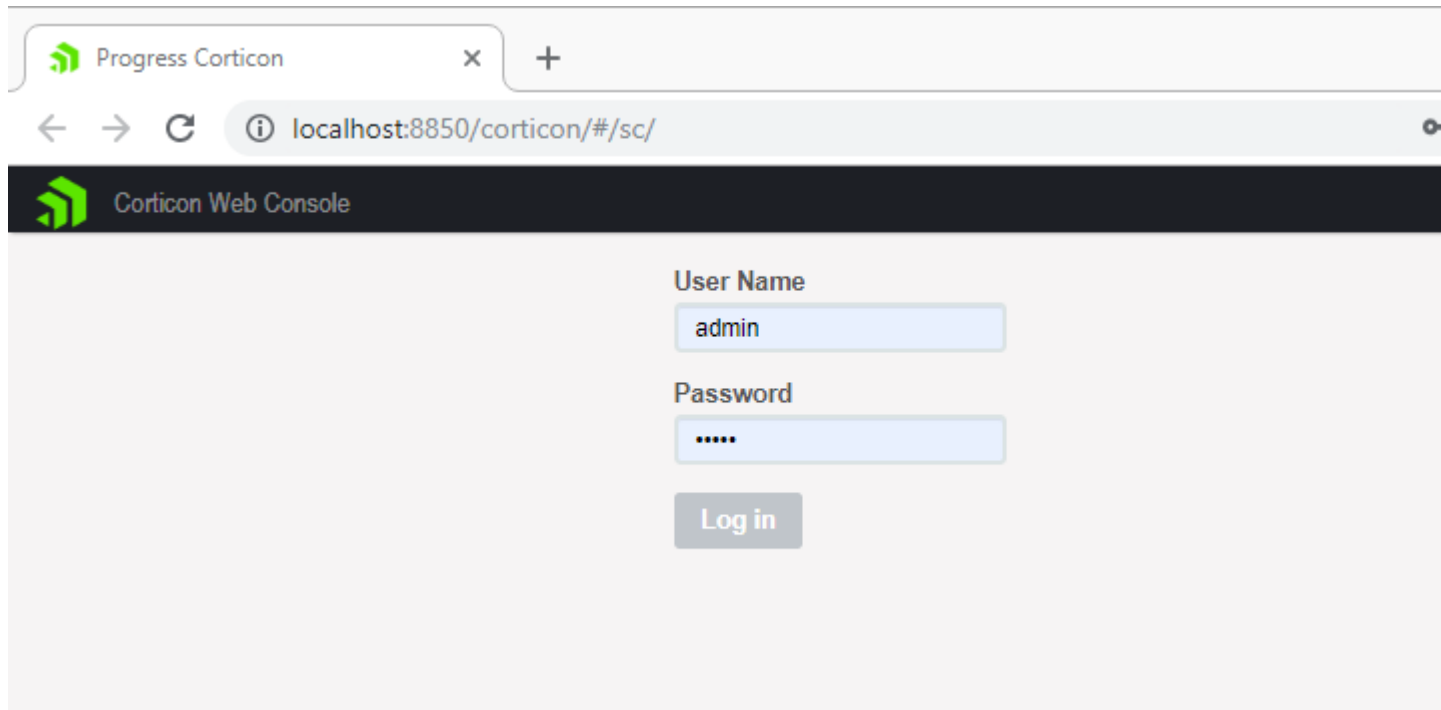 Progress Corticon
localhost:8850/corticon/#/sc/
Corticon Web Console
User Name
admin
Password
•••••
Log in